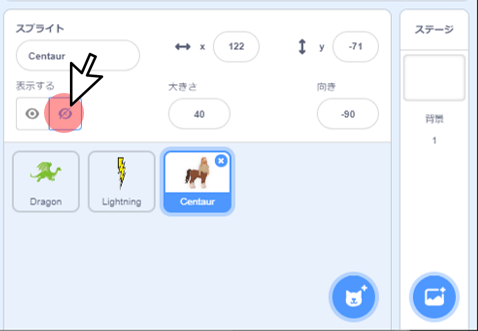 スプライト
Centaur
x 122
y -71
表示する
大きさ
向き
40
-90
Dragon
Lightning
Centaur
ステージ
背景
1